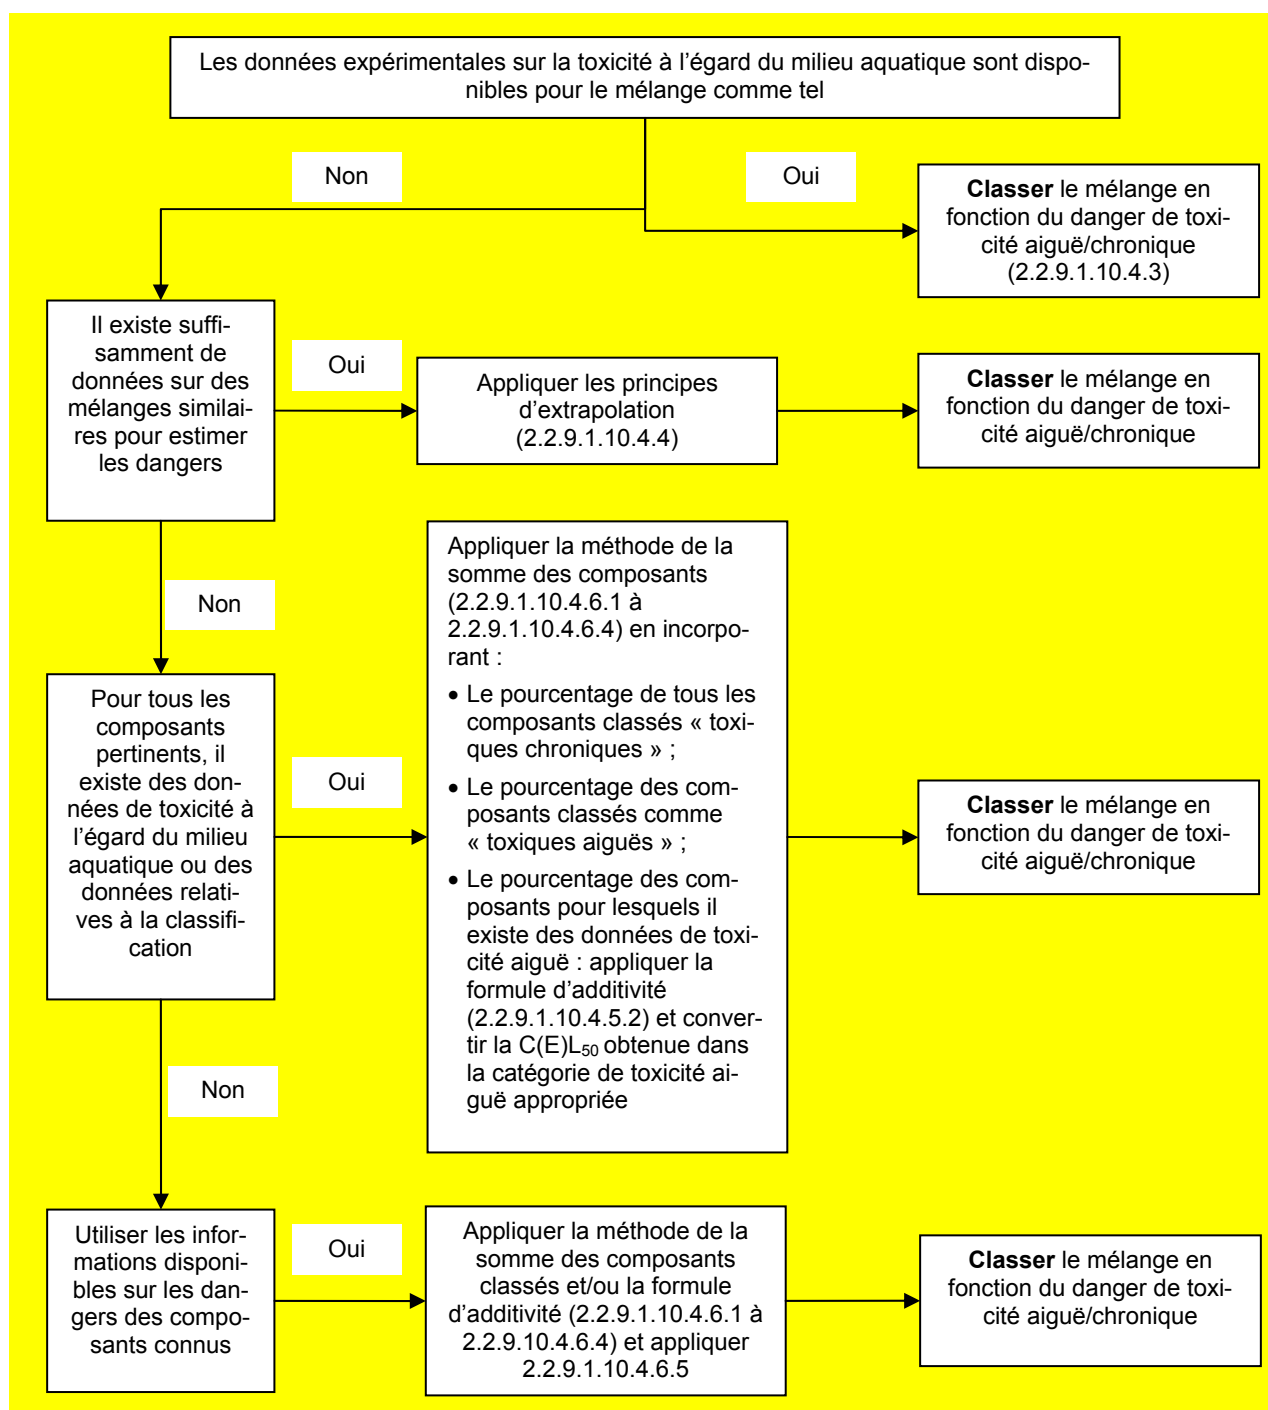 Les données expérimentales sur la toxicité à l'égard du milieu aquatique sont dispo-
nibles pour le mélange comme tel
Non
Oui
Classer le mélange en
fonction du danger de toxi-
cité aiguë/chronique
(2.2.9.1.10.4.3)
Il existe suffi-
samment de
données sur des
mélanges similai-
res pour estimer
les dangers
Oui
Appliquer les principes
d'extrapolation
(2.2.9.1.10.4.4)
Classer le mélange en
fonction du danger de toxi-
cité aiguë/chronique
Non
Pour tous les
composants
pertinents, il
existe des don-
nées de toxicité à
l'égard du milieu
aquatique ou des
données relati-
ves à la classifi-
cation
Oui
Appliquer la méthode de la
somme des composants
(2.2.9.1.10.4.6.1 à
2.2.9.1.10.4.6.4) en incorpo-
rant :
• Le pourcentage de tous les
composants classés « toxi-
ques chroniques » ;
• Le pourcentage des com-
posants classés comme
« toxiques aiguës » ;
• Le pourcentage des com-
posants pour lesquels il
existe des données de toxi-
cité aiguë : appliquer la
formule d'additivité
(2.2.9.1.10.4.5.2) et conver-
tir la C(E)L50 obtenue dans
la catégorie de toxicité ai-
guë appropriée
Classer le mélange en
fonction du danger de toxi-
cité aiguë/chronique
Non
Utiliser les infor-
mations disponi-
bles sur les dan-
gers des compo-
sants connus
Oui
Appliquer la méthode de la
somme des composants
classés et/ou la formule
d'additivité (2.2.9.1.10.4.6.1 à
2.2.9.10.4.6.4) et appliquer
2.2.9.1.10.4.6.5
Classer le mélange en
fonction du danger de toxi-
cité aiguë/chronique